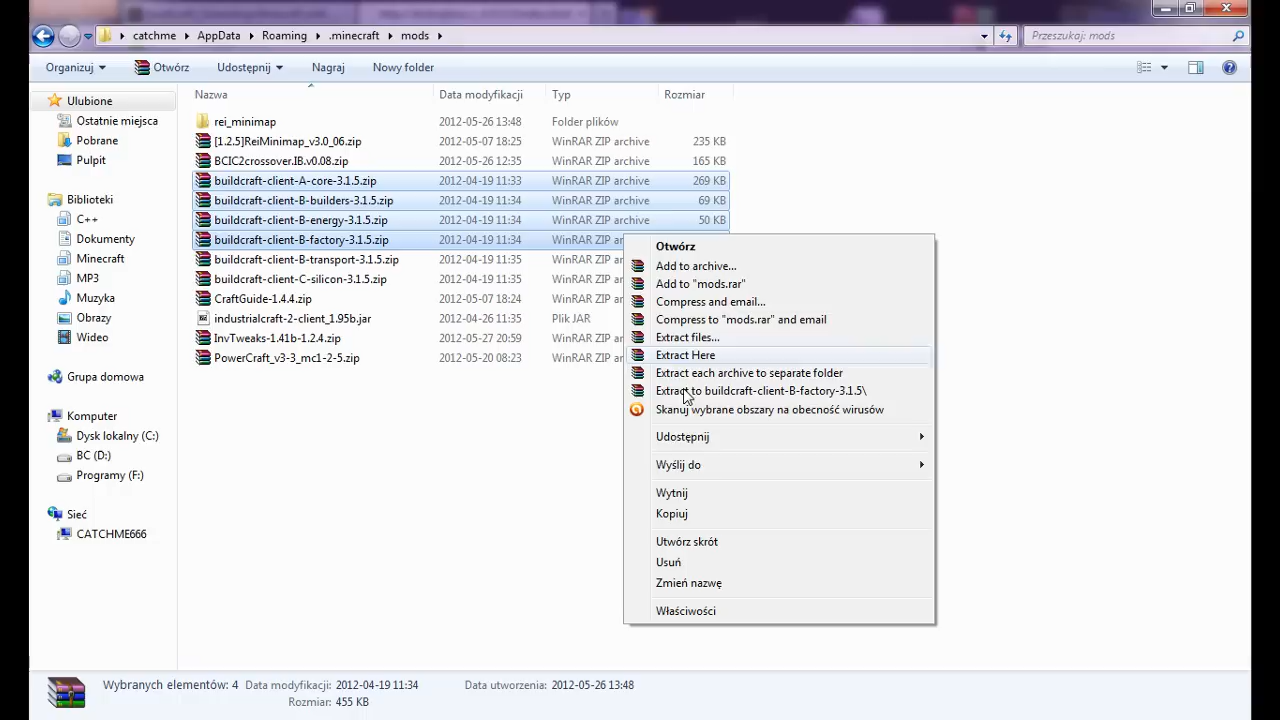 catchme AppData Roaming .minecraft mods
Przeszukaj: mods
Organizuj Otwórz Udostępnij Nagraj Nowy folder
Ulubione
Ostatnie miejsca
Pobrane
Pulpit
Biblioteki
C++
Dokumenty
Minecraft
MP3
Muzyka
Obrazy
Wideo
Grupa domowa
Komputer
Dysk lokalny (C:)
BC (D:)
Programy (F:)
Sieć
CATCHME666
Nazwa Data modyfikacji Typ Rozmiar
rei_minimap 2012-05-26 13:48 Folder plików
[1.2.5]ReiMinimap_v3.0_06.zip 2012-05-07 18:25 WinRAR ZIP archive 235 KB
BCIC2crossover.IB.v0.08.zip 2012-05-26 12:35 WinRAR ZIP archive 165 KB
buildcraft-client-A-core-3.1.5.zip 2012-04-19 11:33 WinRAR ZIP archive 269 KB
buildcraft-client-B-builders-3.1.5.zip 2012-04-19 11:34 WinRAR ZIP archive 69 KB
buildcraft-client-B-energy-3.1.5.zip 2012-04-19 11:34 WinRAR ZIP archive 50 KB
buildcraft-client-B-factory-3.1.5.zip 2012-04-19 11:34 WinRAR ZIP
buildcraft-client-B-transport-3.1.5.zip 2012-04-19 11:35 WinRAR ZIP ar
buildcraft-client-C-silicon-3.1.5.zip 2012-04-19 11:35 WinRAR ZIP ar
CraftGuide-1.4.4.zip 2012-05-07 18:24 WinRAR ZIP ar
industrialcraft-2-client_1.95b.jar 2012-04-26 11:35 Plik JAR
InvTweaks-1.41b-1.2.4.zip 2012-05-27 20:59 WinRAR ZIP ar
PowerCraft_v3-3_mc1-2-5.zip 2012-05-20 08:23 WinRAR ZIP ar
Otwórz
Add to archive...
Add to "mods.rar"
Compress and email...
Compress to "mods.rar" and email
Extract files...
Extract Here
Extract each archive to separate folder
Extract to buildcraft-client-B-factory-3.1.5\
Skanuj wybrane obszary na obecność wirusów
Udostępnij
Wyślij do
Wytnij
Kopiuj
Utwórz skrót
Usuń
Zmień nazwę
Właściwości
Wybranych elementów: 4 Data modyfikacji: 2012-04-19 11:34 Data utworzenia: 2012-05-26 13:48
Rozmiar: 455 KB